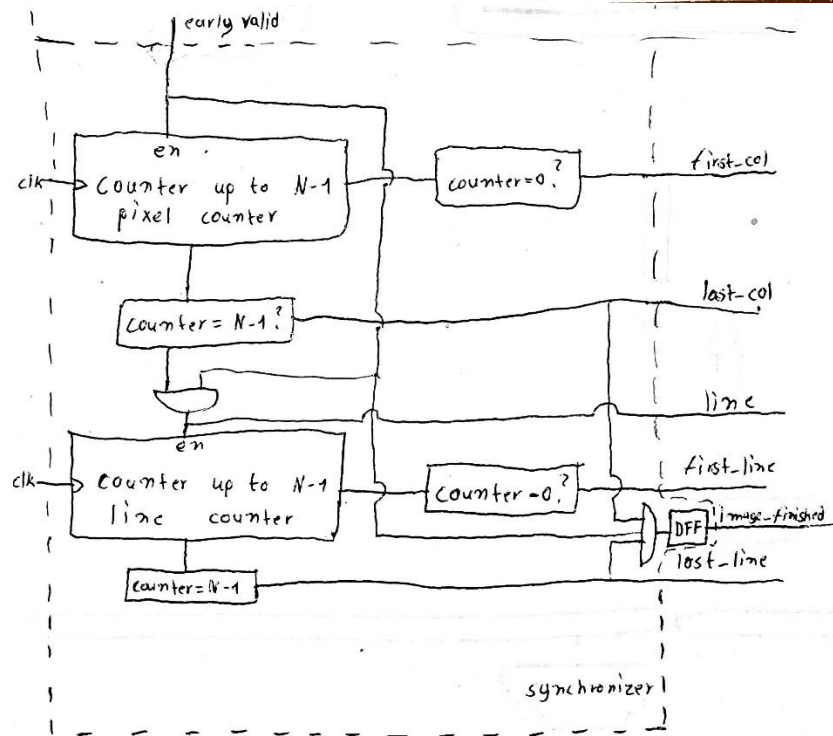 early valid
en
clk
Counter up to N-1
pixel counter
counter=0?
first_col
counter=N-1?
last_col
line
en
clk
counter up to N-1
line counter
counter=0?
first_line
DFF
image_finished
counter=N-1
last_line
synchronizer